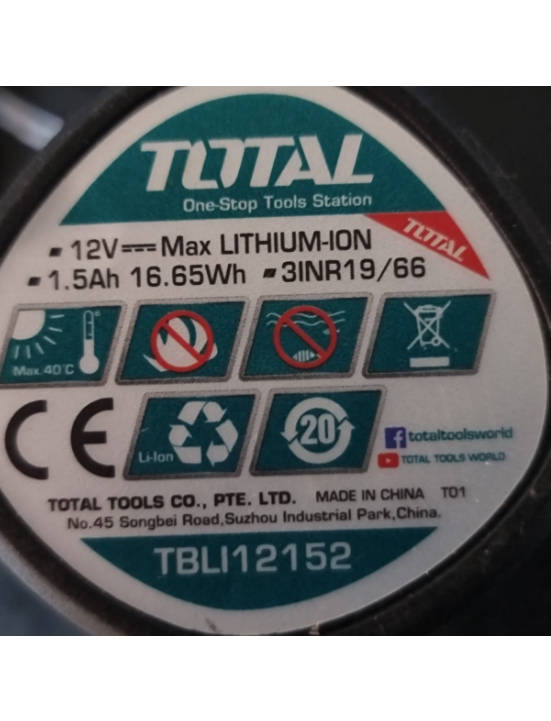 TOTAL
One-Stop Tools Station
TOTAL
▪ 12V⎓Max LITHIUM-ION
▪ 1.5Ah 16.65Wh ▪ 3INR19/66
Max.40°C
CE
Li-Ion
20
totaltoolsworld
TOTAL TOOLS WORLD
TOTAL TOOLS CO., PTE. LTD. MADE IN CHINA T01
No.45 Songbei Road,Suzhou Industrial Park,China.
TBLI12152